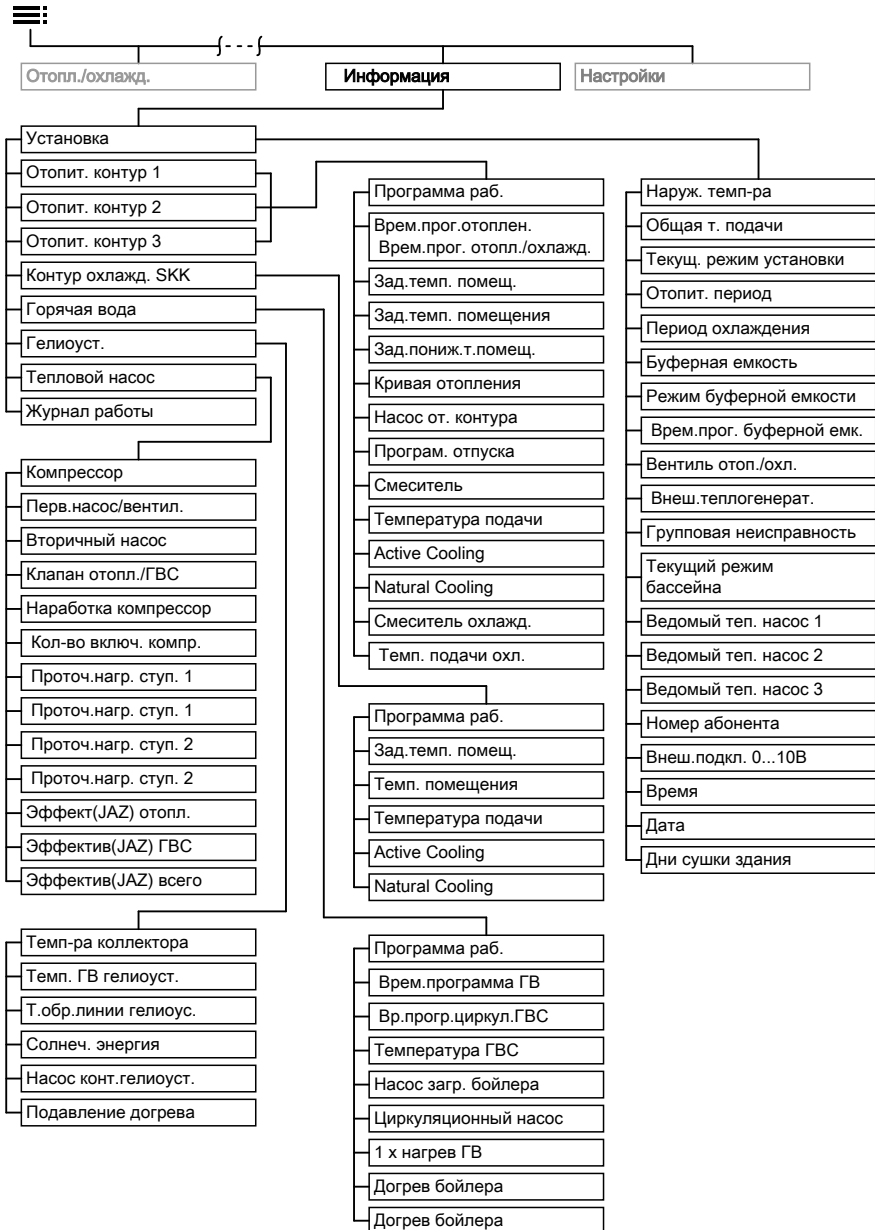 Отопл./охлажд.
Информация
Настройки
Установка
Отопит. контур 1
Отопит. контур 2
Отопит. контур 3
Контур охлажд. SKK
Горячая вода
Гелиоуст.
Тепловой насос
Журнал работы
Компрессор
Перв.насос/вентил.
Вторичный насос
Клапан отопл./ГВС
Наработка компрессор
Кол-во включ. компр.
Проточ.нагр. ступ. 1
Проточ.нагр. ступ. 1
Проточ.нагр. ступ. 2
Проточ.нагр. ступ. 2
Эффект(JAZ) отопл.
Эффектив(JAZ) ГВС
Эффектив(JAZ) всего
Темп-ра коллектора
Темп. ГВ гелиоуст.
Т.обр.линии гелиоус.
Солнеч. энергия
Насос конт.гелиоуст.
Подавление догрева
Программа раб.
Врем.прог.отоплен.
Врем.прог. отопл./охлажд.
Зад.темп. помещ.
Зад.темп. помещения
Зад.пониж.т.помещ.
Кривая отопления
Насос от. контура
Програм. отпуска
Смеситель
Температура подачи
Active Cooling
Natural Cooling
Смеситель охлажд.
Темп. подачи охл.
Программа раб.
Зад.темп. помещ.
Темп. помещения
Температура подачи
Active Cooling
Natural Cooling
Программа раб.
Врем.программа ГВ
Вр.прогр.циркул.ГВС
Температура ГВС
Насос загр. бойлера
Циркуляционный насос
1 х нагрев ГВ
Догрев бойлера
Догрев бойлера
Наруж. темп-ра
Общая т. подачи
Текущ. режим установки
Отопит. период
Период охлаждения
Буферная емкость
Режим буферной емкости
Врем.прог. буферной емк.
Вентиль отоп./охл.
Внеш.теплогенерат.
Групповая неисправность
Текущий режим
бассейна
Ведомый теп. насос 1
Ведомый теп. насос 2
Ведомый теп. насос 3
Номер абонента
Внеш.подкл. 0...10В
Время
Дата
Дни сушки здания